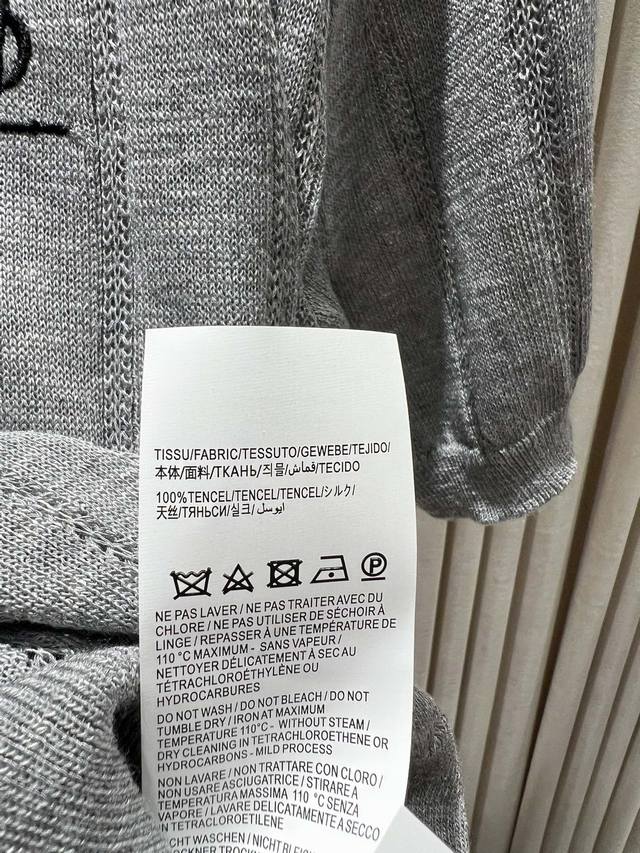 TISSU/FABRIC/TESSUTO/GEWEBE/TEJIDO/
本体/面料/ТКАНЬ/직물/قماش/TECIDO
100%TENCEL/TENCEL/TENCEL/シルク/
天丝/ТЯНЬСИ/실크/ايوسل
P
NE PAS LAVER / NE PAS TRAITER AVEC DU
CHLORE / NE PAS UTILISER DE SÉCHOIR À
LINGE / REPASSER À UNE TEMPÉRATURE DE
110 °C MAXIMUM - SANS VAPEUR /
NETTOYER DÉLICATEMENT À SEC AU
TÉTRACHLOROÉTHYLÈNE OU
HYDROCARBURES
DO NOT WASH / DO NOT BLEACH / DO NOT
TUMBLE DRY / IRON AT MAXIMUM
TEMPERATURE 110°C - WITHOUT STEAM /
DRY CLEANING IN TETRACHLOROETHENE OR
HYDROCARBONS - MILD PROCESS
NON LAVARE / NON TRATTARE CON CLORO /
NON USARE ASCIUGATRICE / STIRARE A
TEMPERATURA MASSIMA 110 °C SENZA
VAPORE / LAVARE DELICATAMENTE A SECCO
IN TETRACLOROETILENE
CHT WASCHEN / NICHT BLEICH